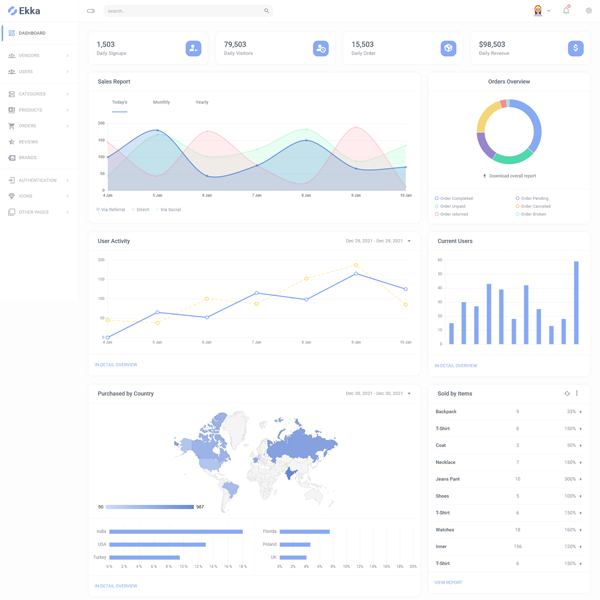 Ekka
search...
DASHBOARD
VENDORS
USERS
CATEGORIES
PRODUCTS
ORDERS
REVIEWS
BRANDS
AUTHENTICATION
ICONS
OTHER PAGES
1,503
Daily Signups
79,503
Daily Visitors
15,503
Daily Order
$98,503
Daily Revenue
Sales Report
Today's Monthly Yearly
200
150
100
50
0
4 Jan 5 Jan 6 Jan 7 Jan 8 Jan 9 Jan 10 Jan
Via Referral Direct Via Social
Orders Overview
Download overall report
Order Completed Order Pending
Order Unpaid Order Canceled
Order returned Order Broken
User Activity
Dec 29, 2021 - Dec 29, 2021
200
150
100
50
0
4 Jan 5 Jan 6 Jan 7 Jan 8 Jan 9 Jan 10 Jan
IN DETAIL OVERVIEW
Current Users
60
50
40
30
20
10
0
IN DETAIL OVERVIEW
Purchased by Country
Dec 30, 2021 - Dec 30, 2021
50 987
India
USA
Turkey
0 % 2 % 4 % 6 % 8 % 10 % 12 % 14 % 16 % 18 %
Florida
Poland
UK
0% 2% 4% 6% 8% 10% 12% 14% 16% 18% 20%
IN DETAIL OVERVIEW
Sold by Items
Backpack 9 33%
T-Shirt 6 150%
Coat 3 50%
Necklace 7 150%
Jeans Pant 10 300%
Shoes 5 100%
T-Shirt 6 150%
Watches 18 160%
Inner 156 120%
T-Shirt 6 150%
VIEW REPORT